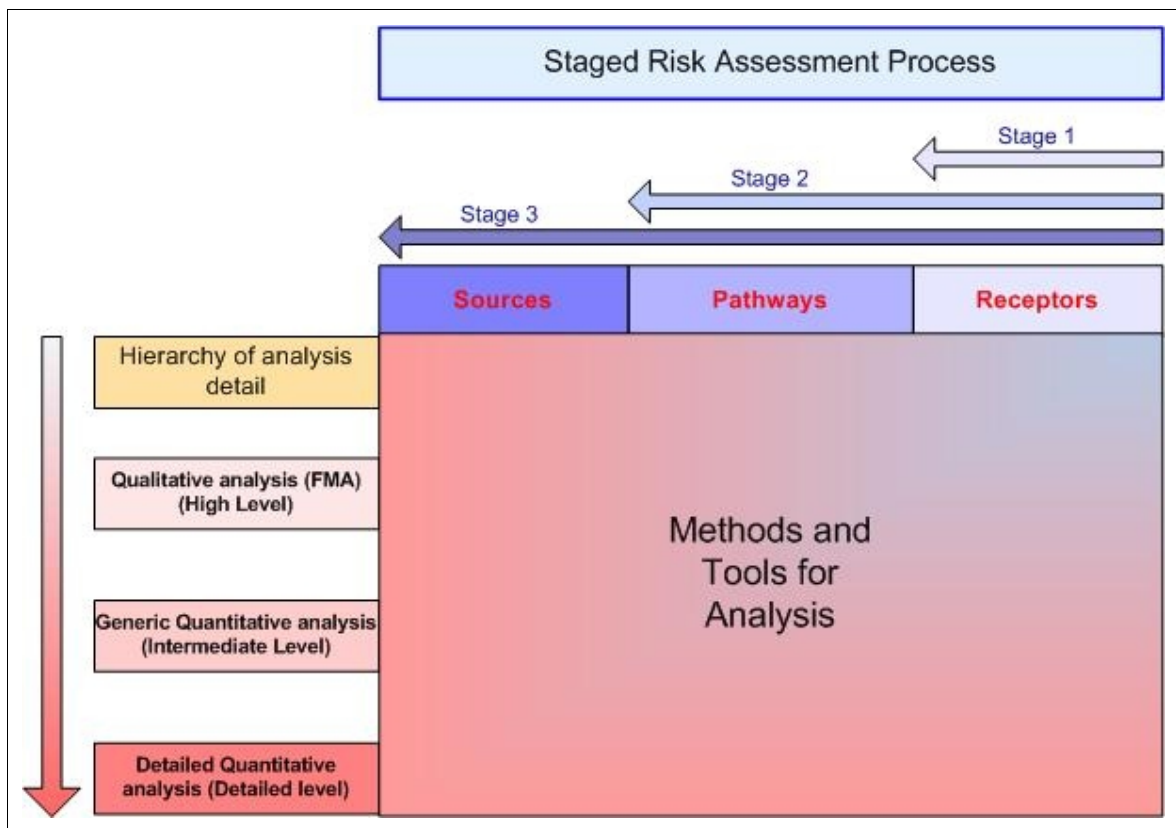 Staged Risk Assessment Process
Stage 1
Stage 2
Stage 3
Sources
Pathways
Receptors
Hierarchy of analysis
detail
Qualitative analysis (FMA)
(High Level)
Generic Quantitative analysis
(Intermediate Level)
Detailed Quantitative
analysis (Detailed level)
Methods and
Tools for
Analysis